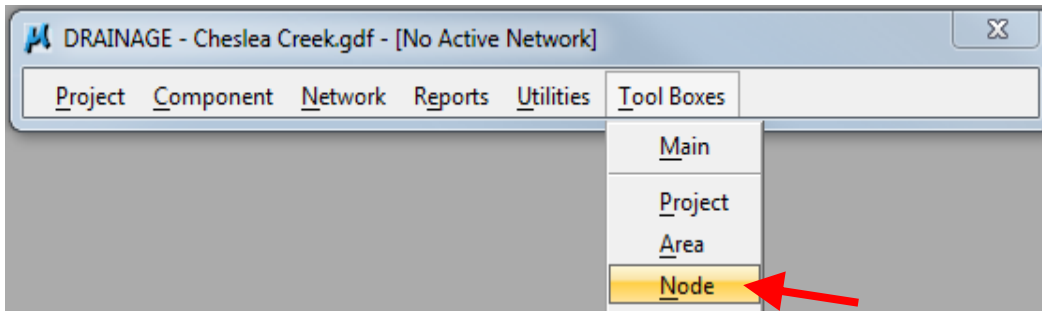 DRAINAGE - Cheslea Creek.gdf - [No Active Network]
Project Component Network Reports Utilities Tool Boxes
Main
Project
Area
Node